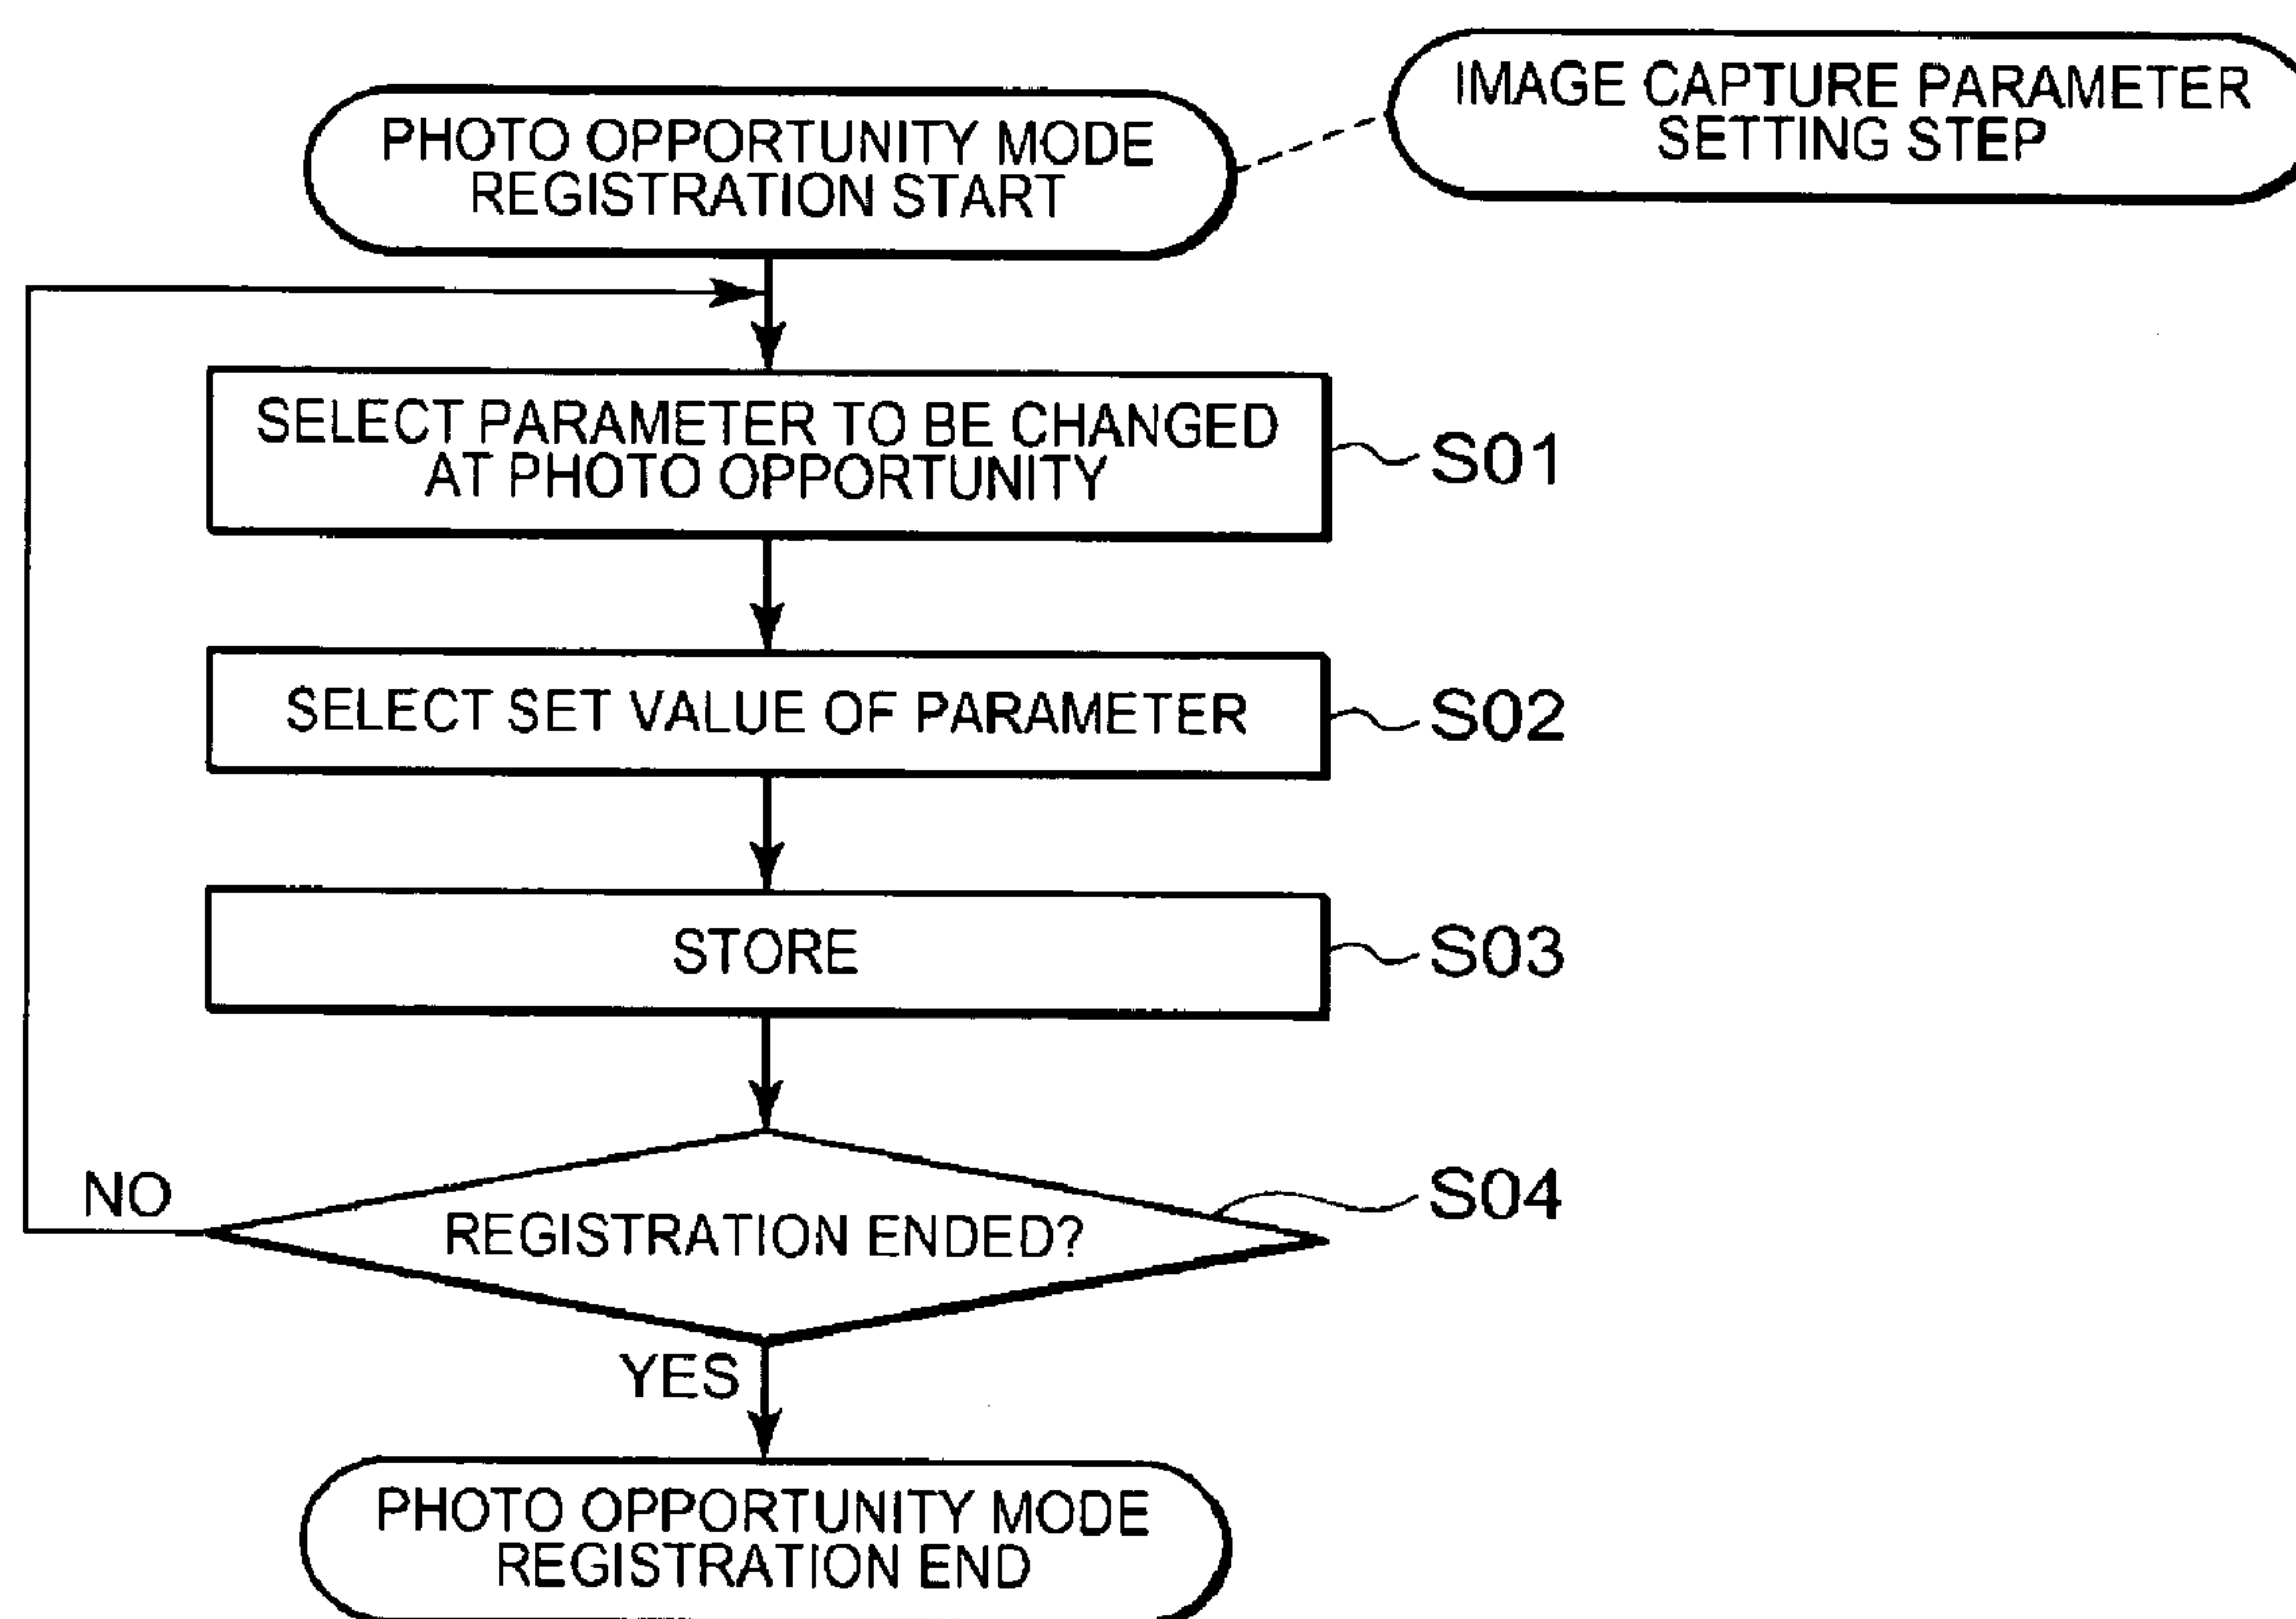 PHOTO OPPORTUNITY MODE
REGISTRATION START
IMAGE CAPTURE PARAMETER
SETTING STEP
SELECT PARAMETER TO BE CHANGED
AT PHOTO OPPORTUNITY
S01
SELECT SET VALUE OF PARAMETER
S02
STORE
S03
REGISTRATION ENDED?
S04
NO
YES
PHOTO OPPORTUNITY MODE
REGISTRATION END